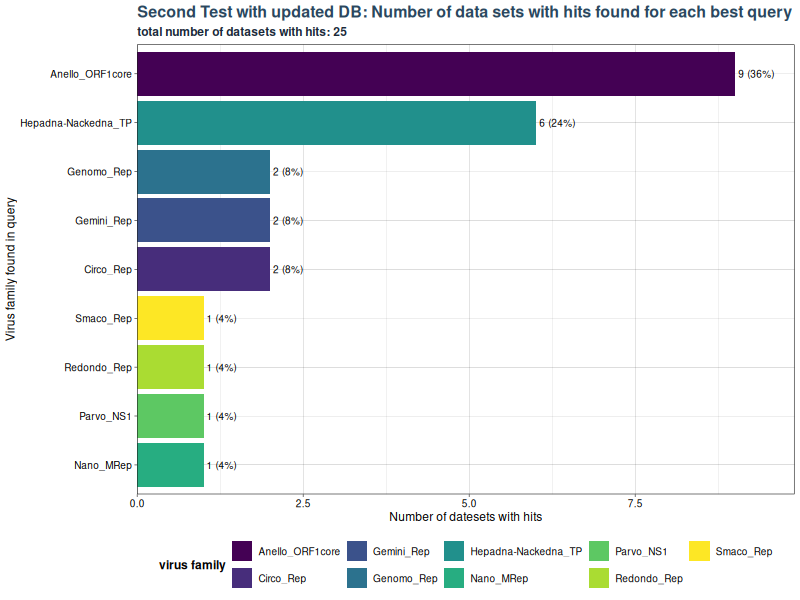 Second Test with updated DB: Number of data sets with hits found for each best query
total number of datasets with hits: 25
Virus family found in query
Anello_ORF1core 9 (36%)
Hepadna-Nackedna_TP 6 (24%)
Genomo_Rep 2 (8%)
Gemini_Rep 2 (8%)
Circo_Rep 2 (8%)
Smaco_Rep 1 (4%)
Redondo_Rep 1 (4%)
Parvo_NS1 1 (4%)
Nano_MRep 1 (4%)
0.0 2.5 5.0 7.5
Number of datesets with hits
virus family
Anello_ORF1core Gemini_Rep Hepadna-Nackedna_TP Parvo_NS1 Smaco_Rep
Circo_Rep Genomo_Rep Nano_MRep Redondo_Rep